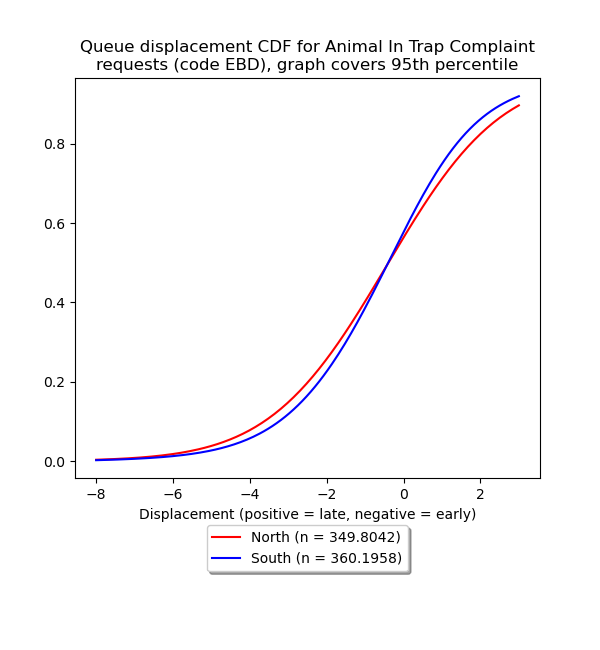 Queue displacement CDF for Animal In Trap Complaint
requests (code EBD), graph covers 95th percentile
0.8
0.6
0.4
0.2
0.0
−8 −6 −4 −2 0 2
Displacement (positive = late, negative = early)
North (n = 349.8042)
South (n = 360.1958)